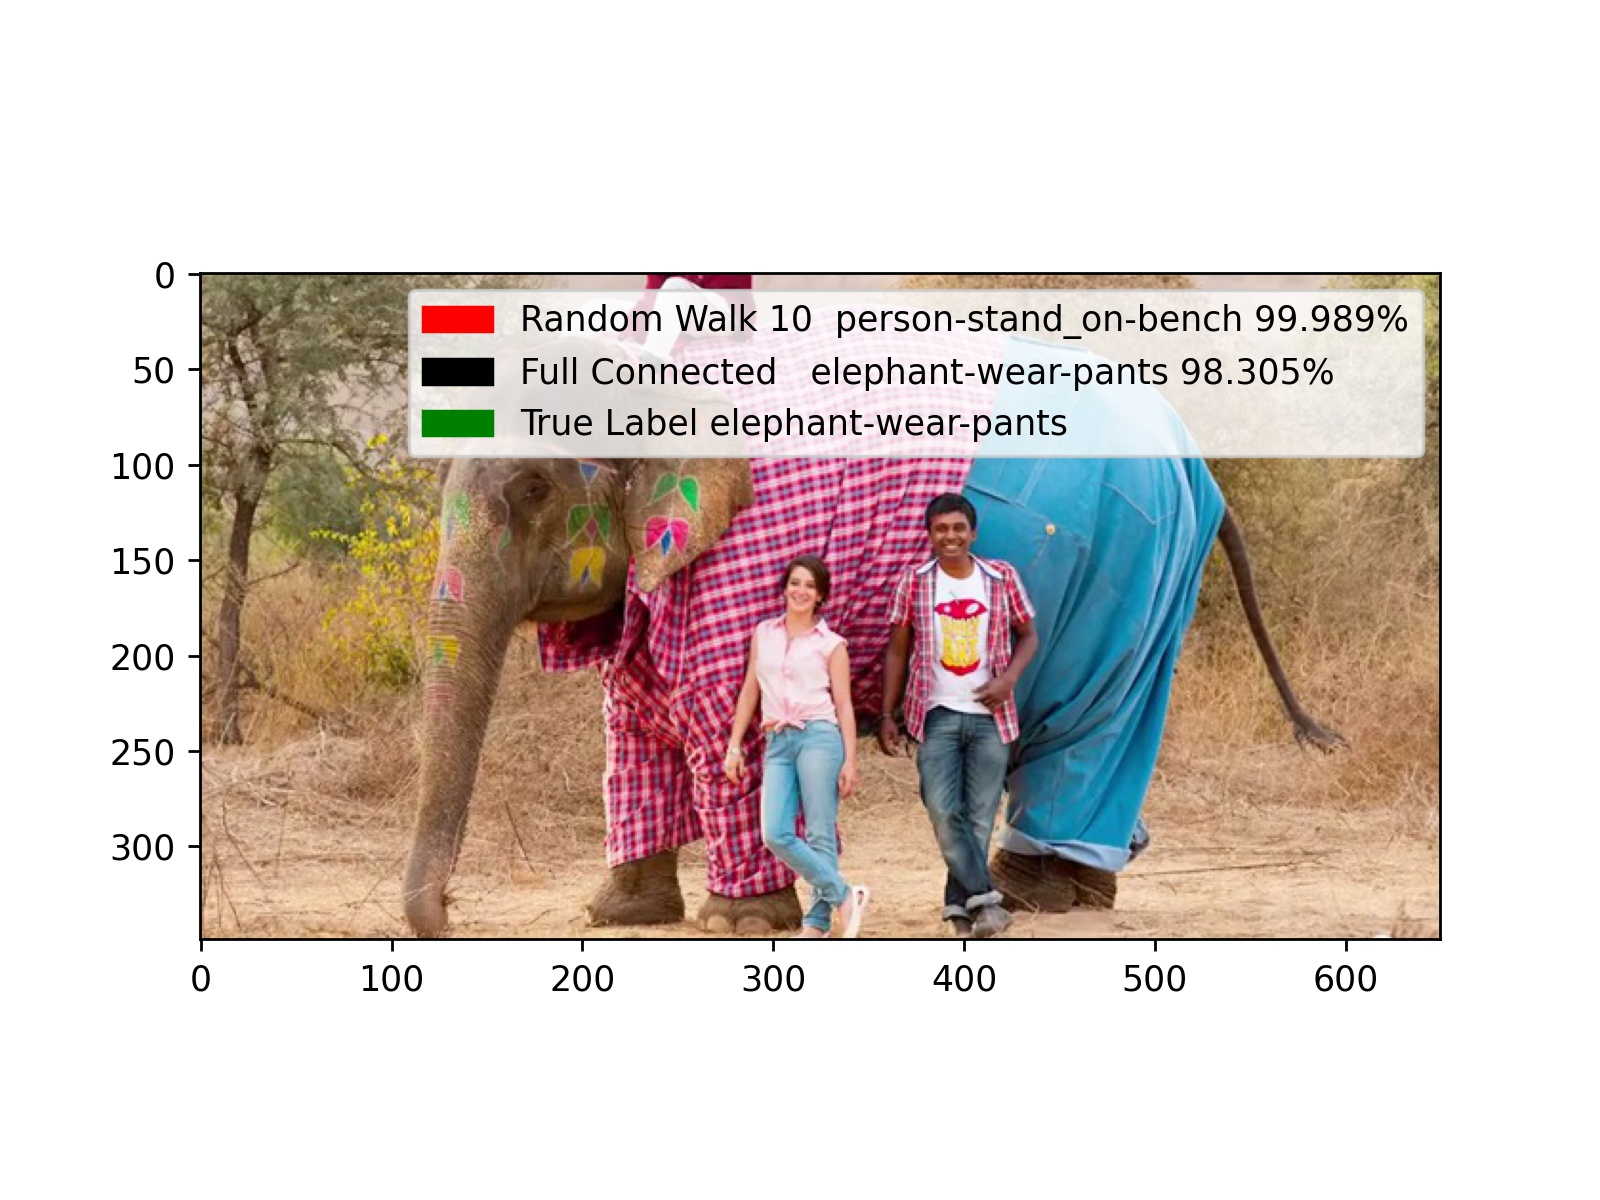 Random Walk 10  person-stand_on-bench 99.989%
Full Connected   elephant-wear-pants 98.305%
True Label elephant-wear-pants
0
50
100
150
200
250
300
0 100 200 300 400 500 600